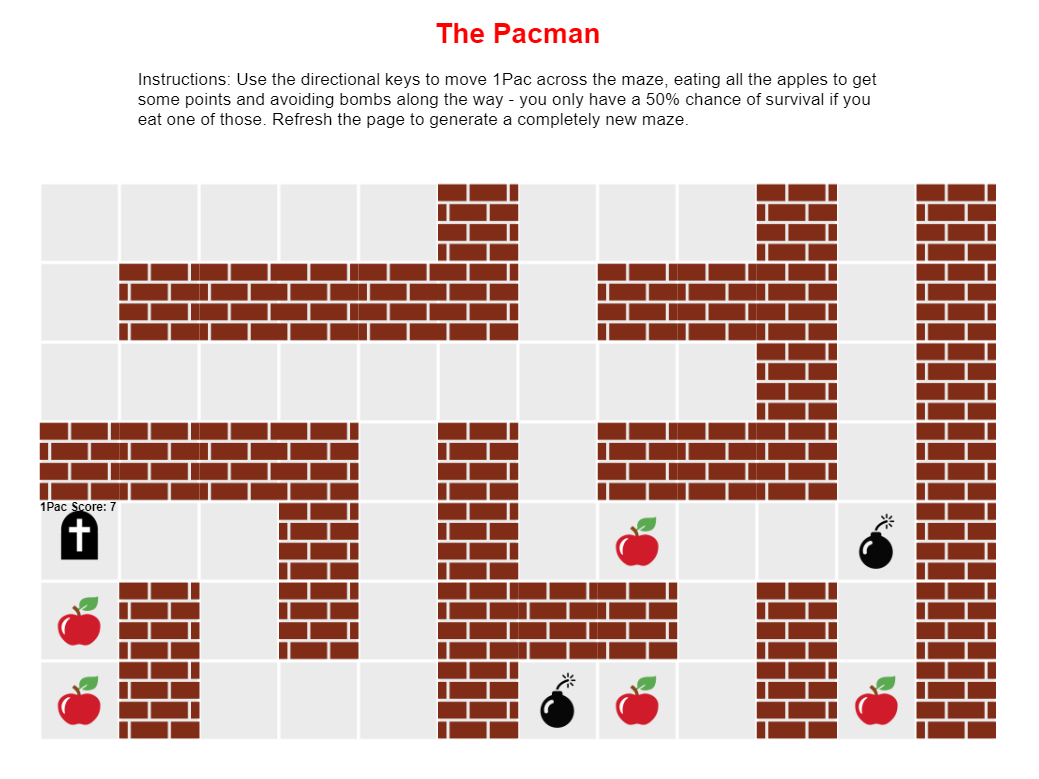 The Pacman
Instructions: Use the directional keys to move 1Pac across the maze, eating all the apples to get
some points and avoiding bombs along the way - you only have a 50% chance of survival if you
eat one of those. Refresh the page to generate a completely new maze.
1Pac Score: 7